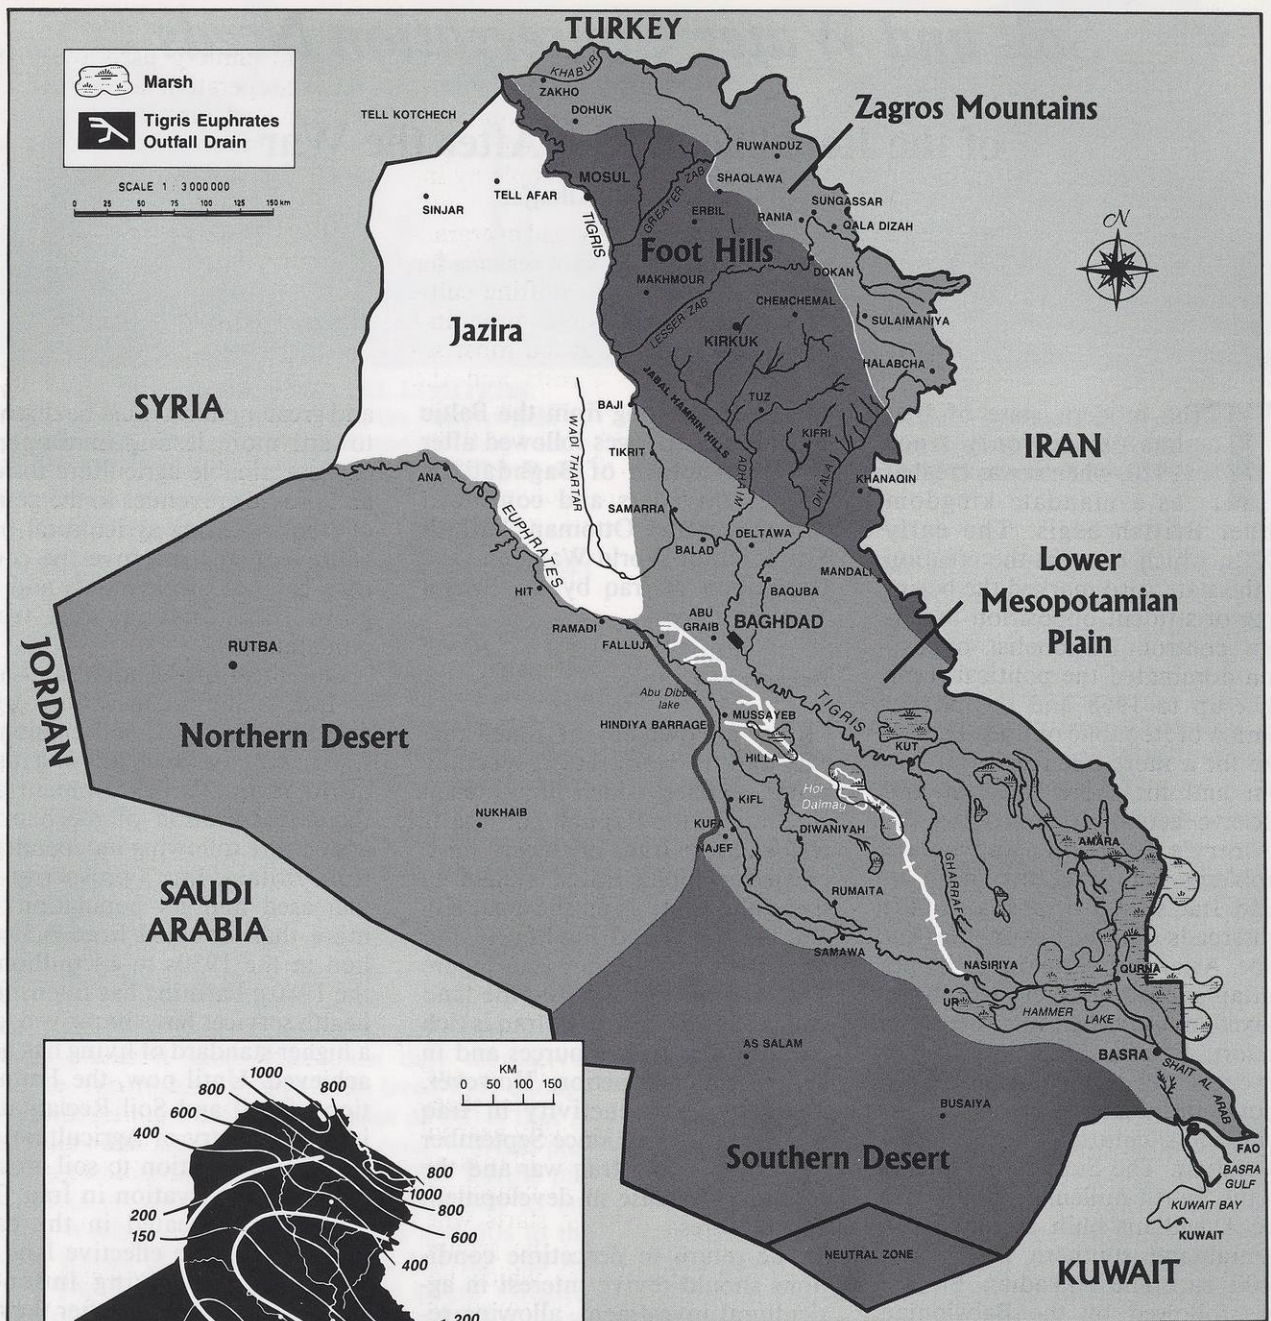 TURKEY
Marsh
Tigris Euphrates
Outfall Drain
SCALE 1 : 3 000 000
0 25 50 75 100 125 150 km
KHABUR
ZAKHO
DOHUK
TELL KOTCHECH
Zagros Mountains
RUWANDUZ
MOSUL
GREATER ZAB
SHAQLAWA
TELL AFAR
SINJAR
TIGRIS
ERBIL
RANIA
SUNGASSAR
QALA DIZAH
N
Foot Hills
DOKAN
MAKHMOUR
CHEMCHEMAL
LESSER ZAB
SULAIMANIYA
Jazira
KIRKUK
HALABCHA
JABAL HAMRIN HILLS
SYRIA
BAJI
TUZ
WADI THARTAR
KIFRI
IRAN
TIKRIT
ADHAIM
DIYALA
ANA
KHANAQIN
EUPHRATES
SAMARRA
DELTAWA
BALAD
Lower
Mesopotamian
Plain
MANDALI
HIT
BAQUBA
ABU
GRAIB
BAGHDAD
RAMADI
FALLUJA
JORDAN
RUTBA
Abu Dibbis
lake
TIGRIS
MUSSAYEB
HINDIYA BARRAGE
Northern Desert
KUT
HILLA
Hor
Dalmaq
KIFL
NUKHAIB
KUFA
DIWANIYAH
NAJEF
AMARA
GHARRAF
SAUDI
ARABIA
RUMAITA
SAMAWA
NASIRIYA
QURNA
UR
HAMMER LAKE
AS SALAM
BASRA
SHAIT AL ARAB
KM
0 50 100 150
BUSAIYA
FAO
Southern Desert
BASRA
GULF
KUWAIT BAY
KUWAIT
NEUTRAL ZONE
KUWAIT
1000
800
800
600
400
800
1000
800
200
150
600
400
200